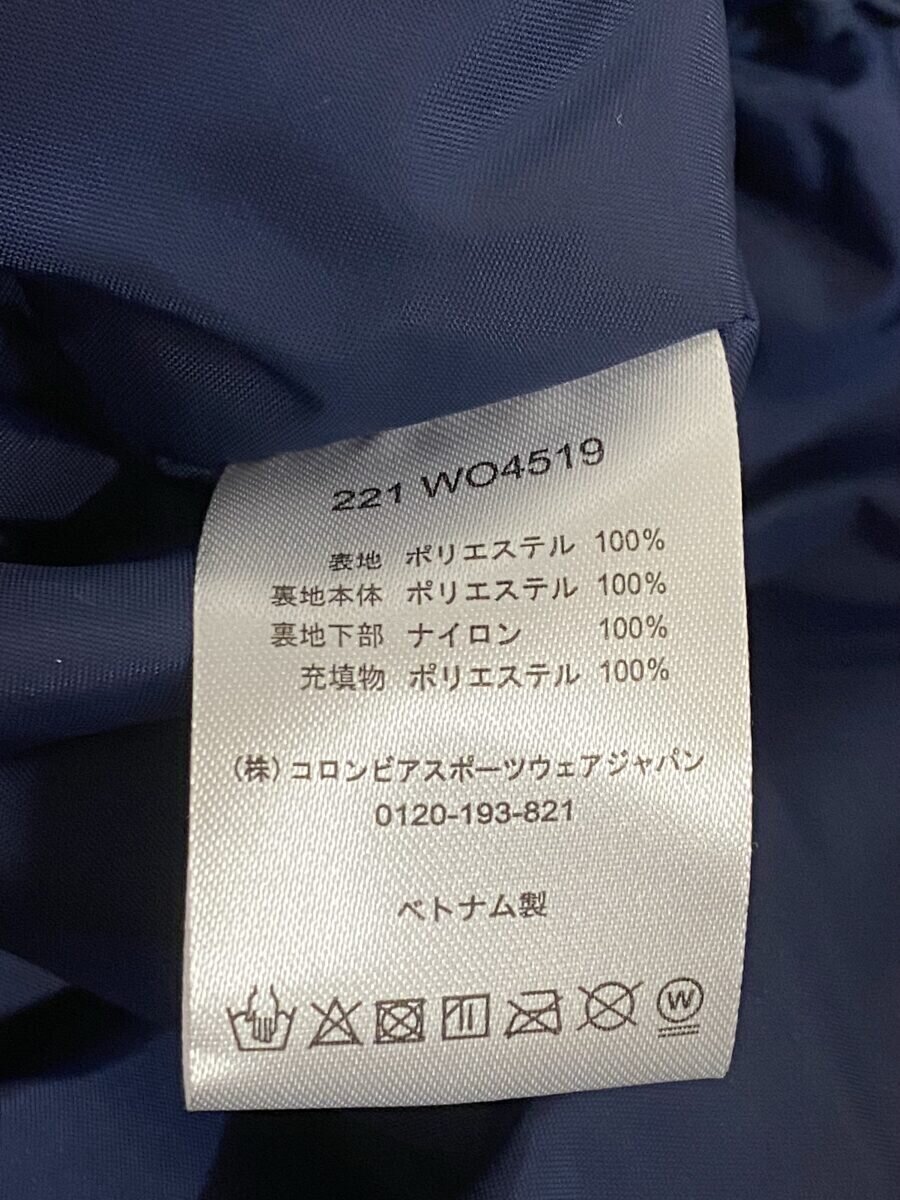 221 WO4519
表地 ポリエステル 100%
裏地本体 ポリエステル 100%
裏地下部 ナイロン 100%
充填物 ポリエステル 100%
(株)コロンビアスポーツウェアジャパン
0120-193-821
ベトナム製
W